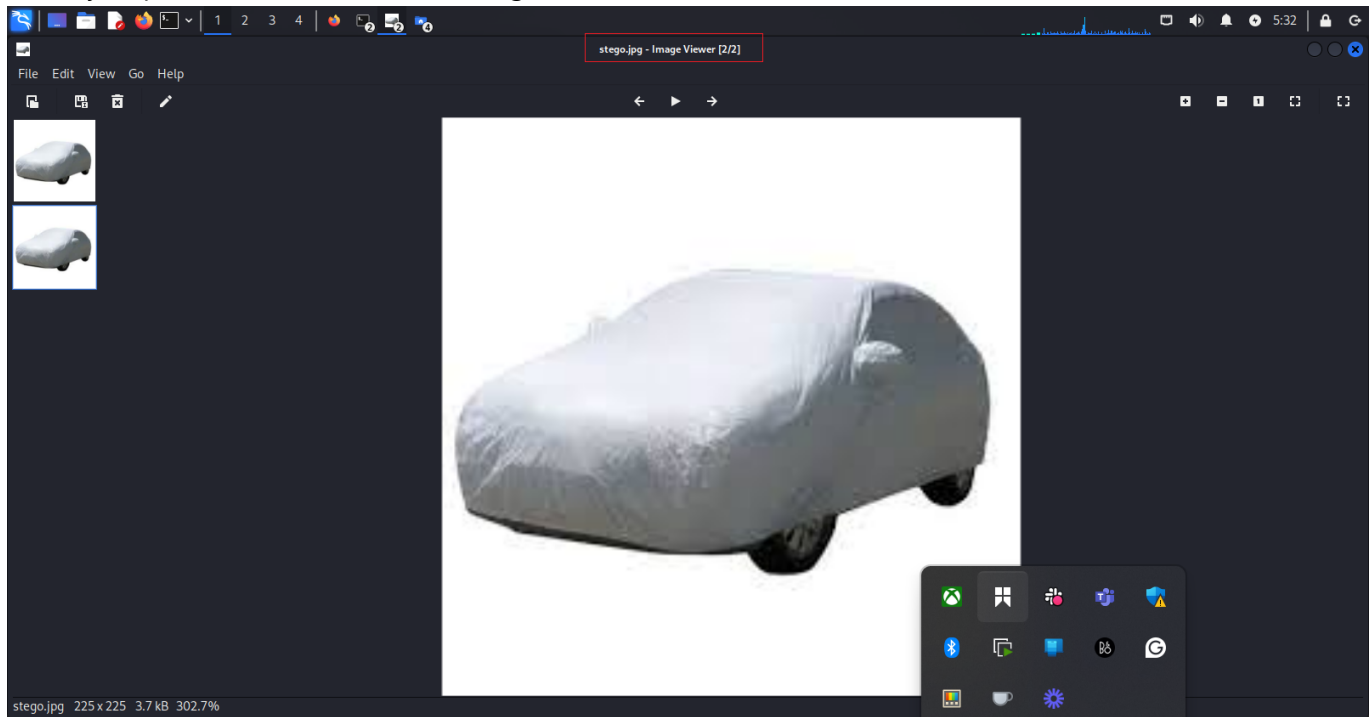 1 2 3 4 5:32
stego.jpg - Image Viewer [2/2]
File Edit View Go Help
stego.jpg 225 x 225 3.7 kB 302.7%